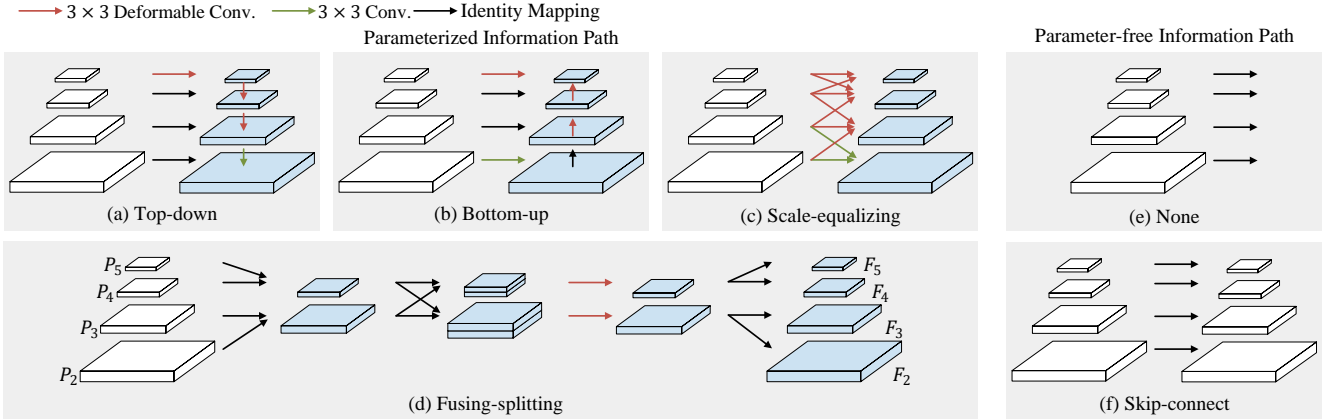 3 × 3 Deformable Conv. 3 × 3 Conv. Identity Mapping
Parameterized Information Path
Parameter-free Information Path
(a) Top-down
(b) Bottom-up
(c) Scale-equalizing
(e) None
P5
P4
P3
P2
F5
F4
F3
F2
(d) Fusing-splitting
(f) Skip-connect